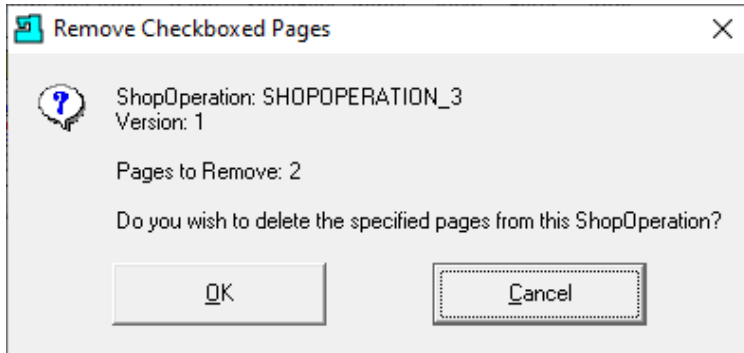 Remove Checkboxed Pages
ShopOperation: SHOPOPERATION_3
Version: 1
Pages to Remove: 2
Do you wish to delete the specified pages from this ShopOperation?
OK
Cancel